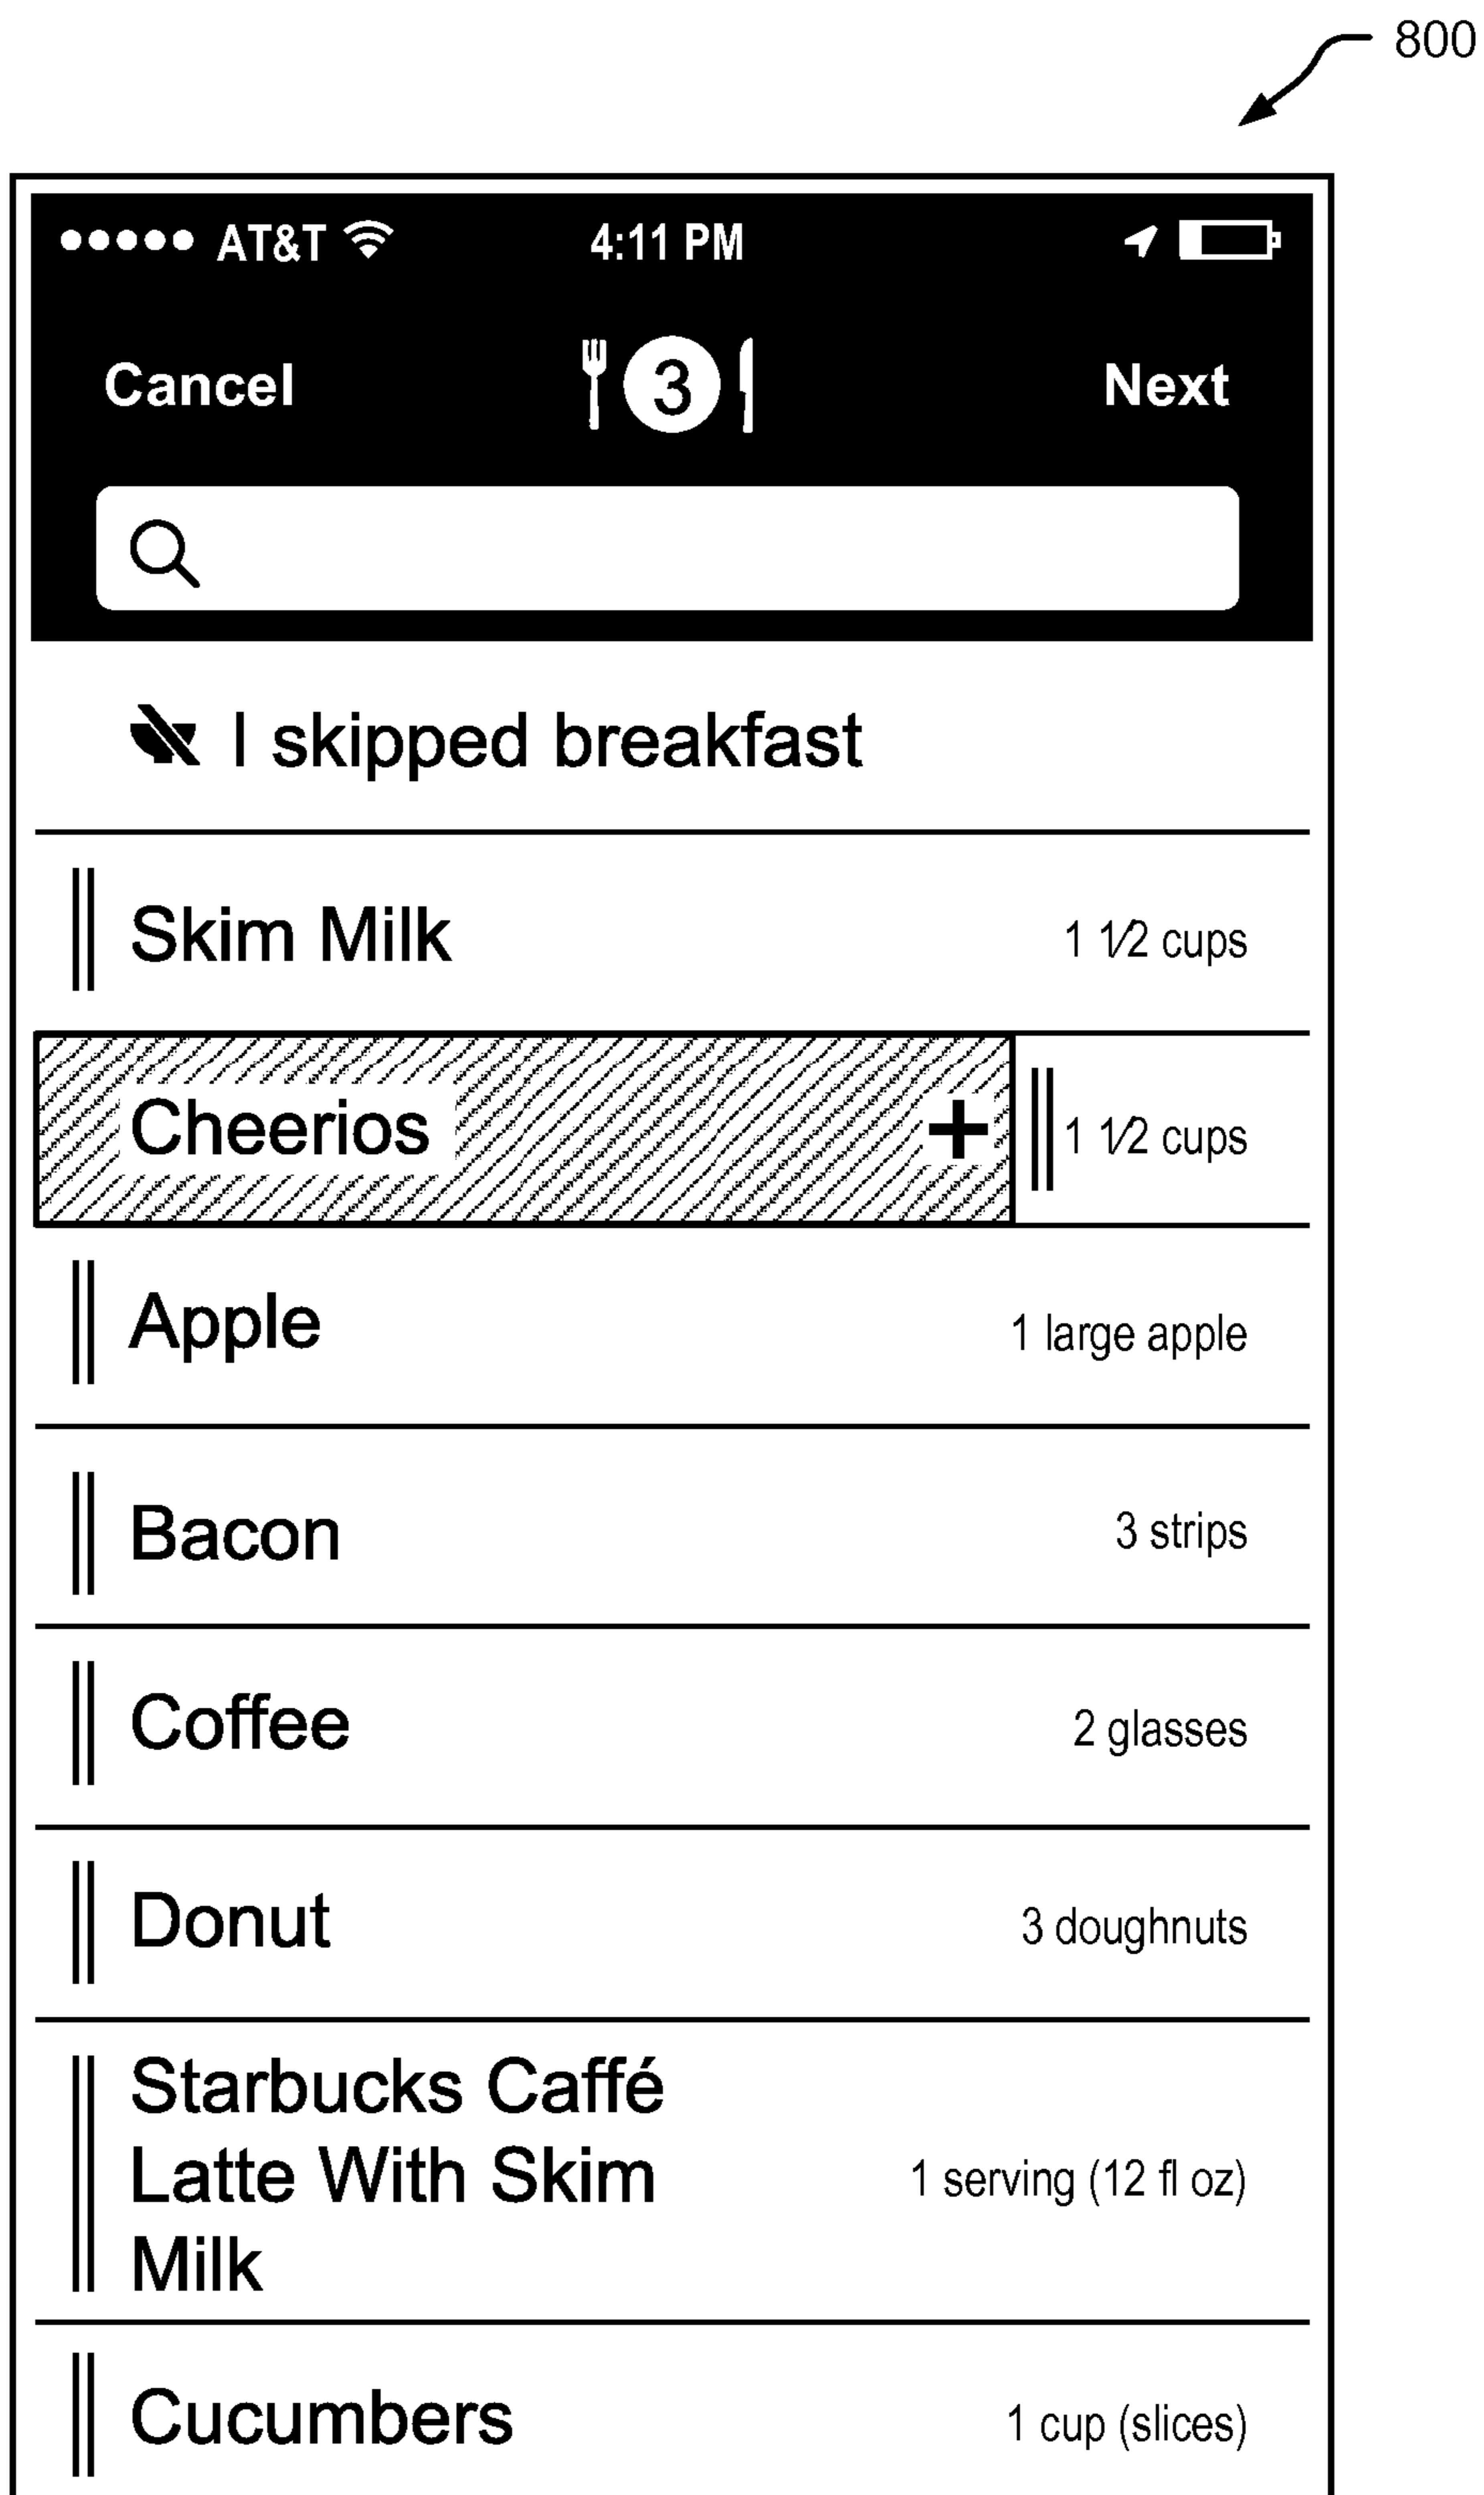 800
AT&T 4:11 PM
Cancel 3 Next
I skipped breakfast
Skim Milk 1 1/2 cups
Cheerios + 1 1/2 cups
Apple 1 large apple
Bacon 3 strips
Coffee 2 glasses
Donut 3 doughnuts
Starbucks Caffé
Latte With Skim 1 serving (12 fl oz)
Milk
Cucumbers 1 cup (slices)